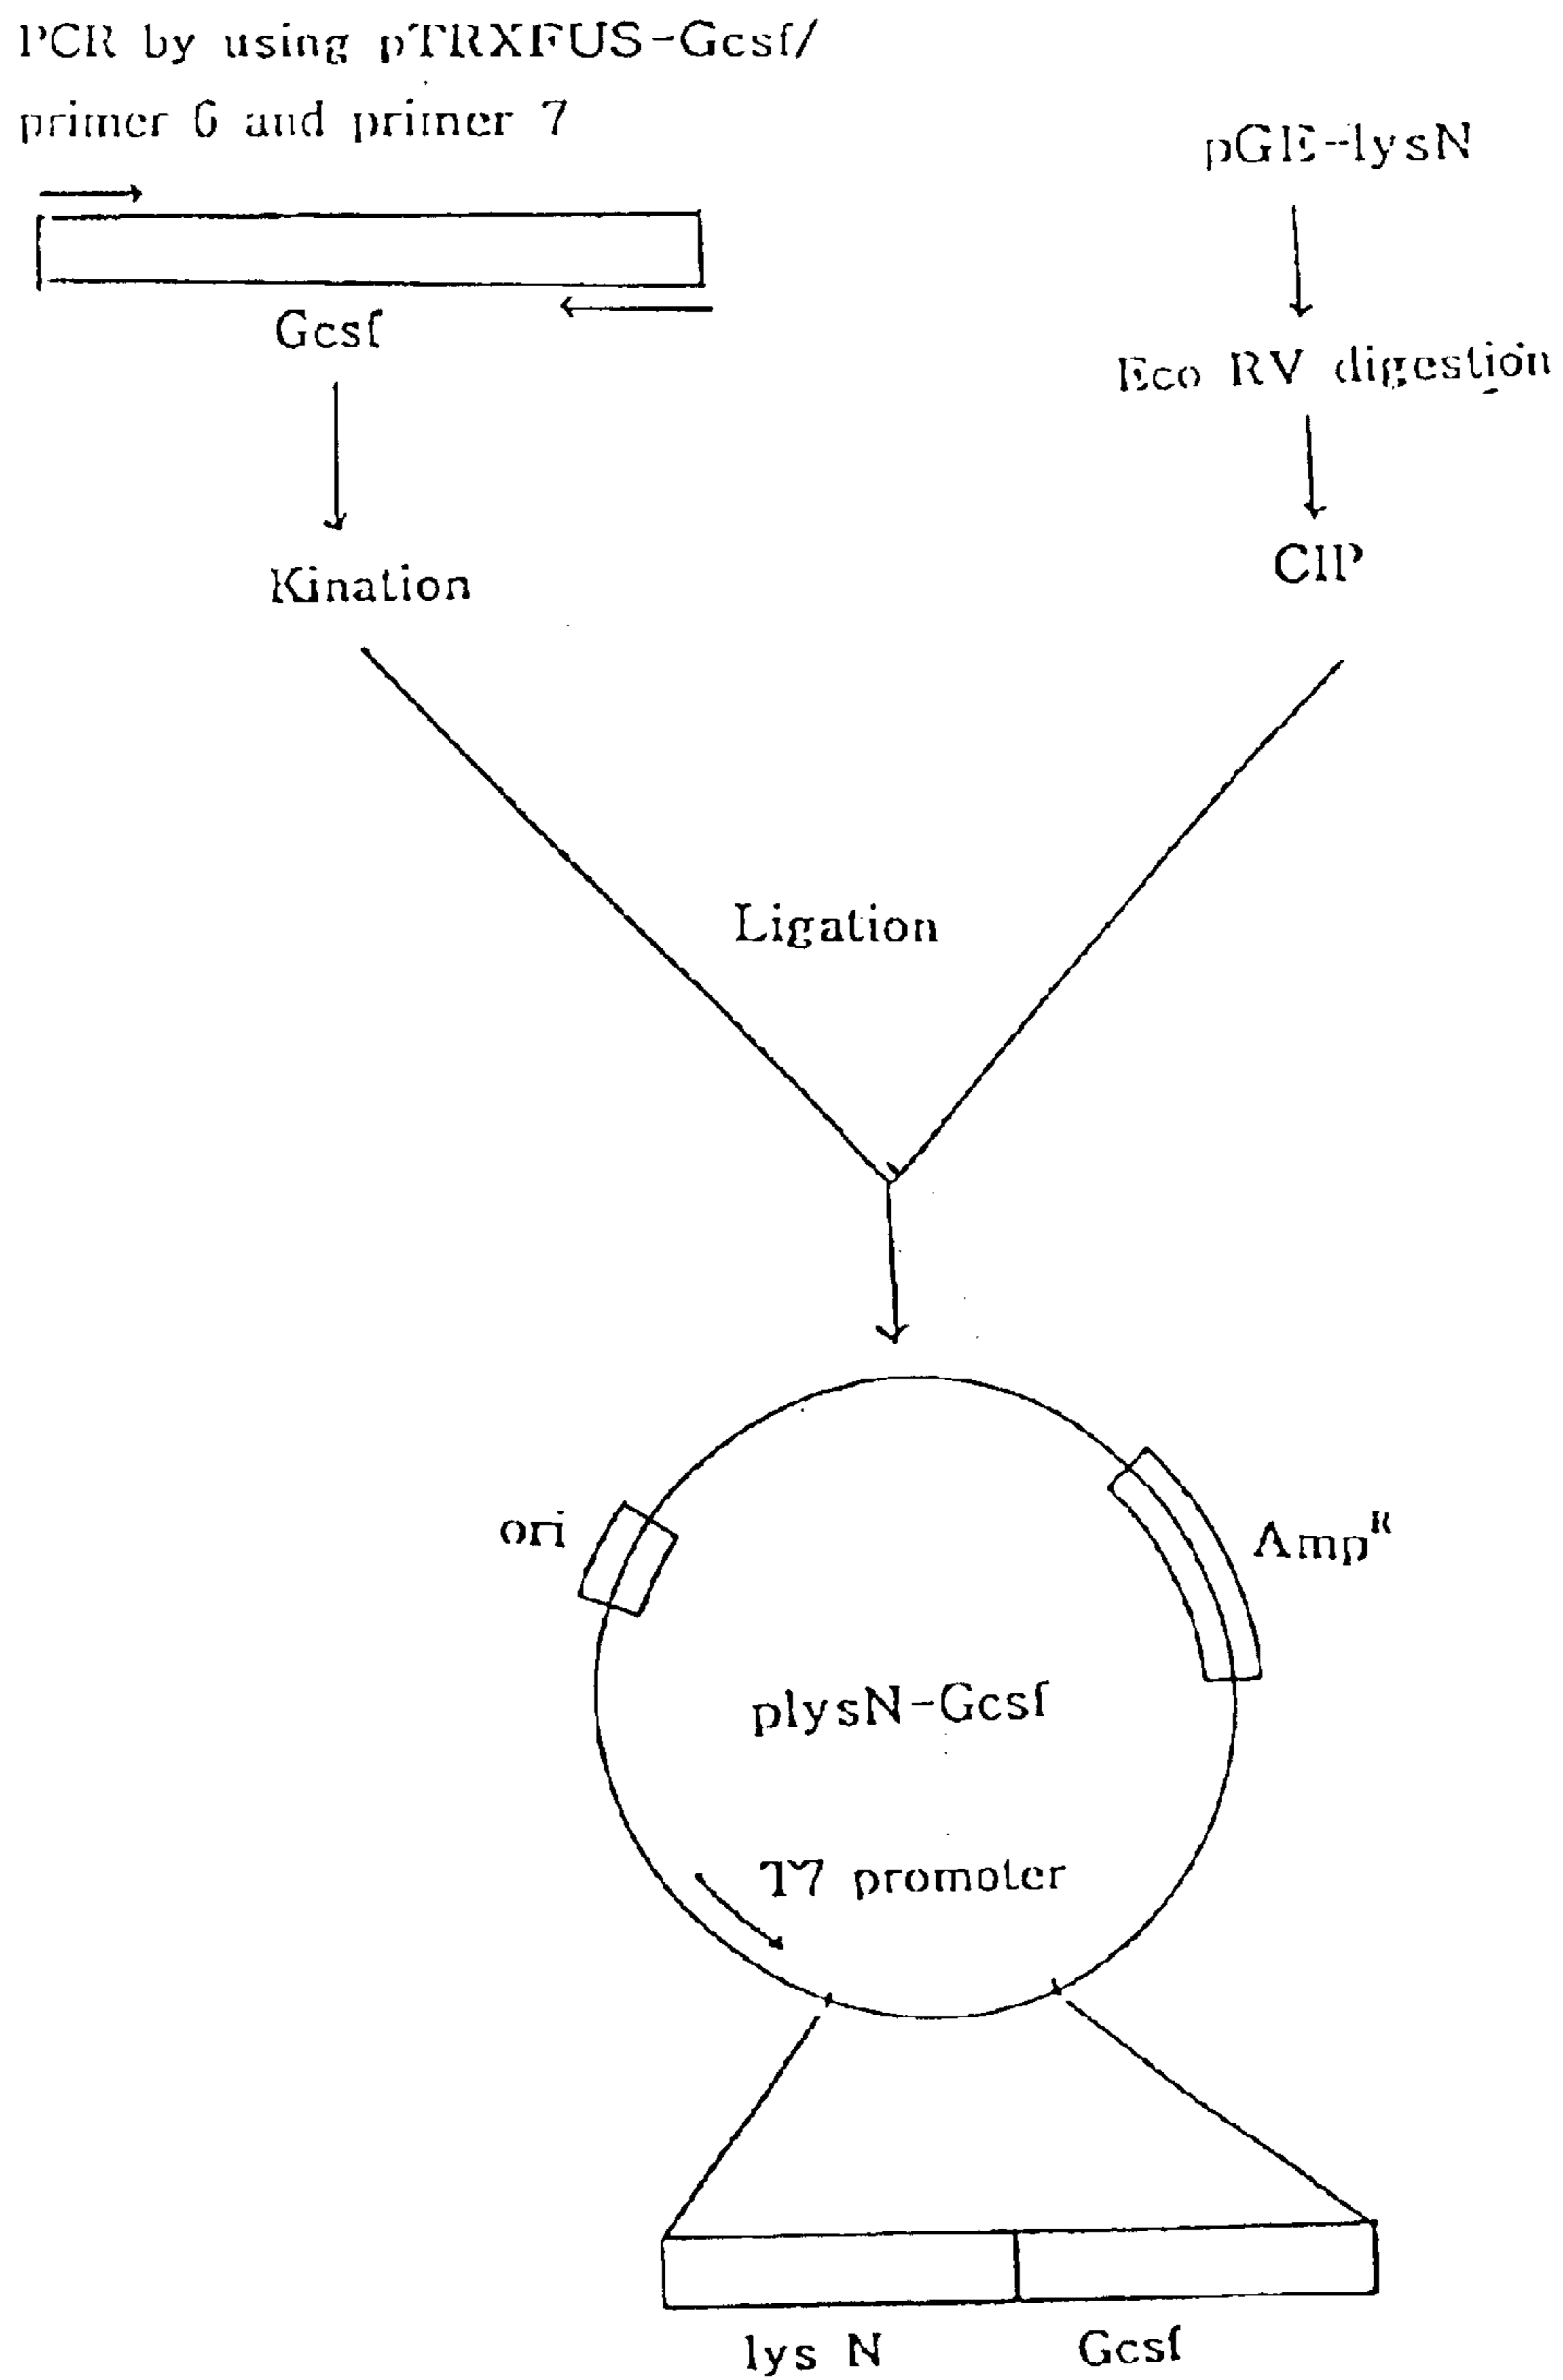 PCR by using pTRXFUS-Gcsf/
primer 6 and primer 7
Gcsf
Kination
pGE-lysN
Eco RV digestion
CIP
Ligation
ori
Amp^R
plysN-Gcsf
T7 promoter
lys N
Gcsf